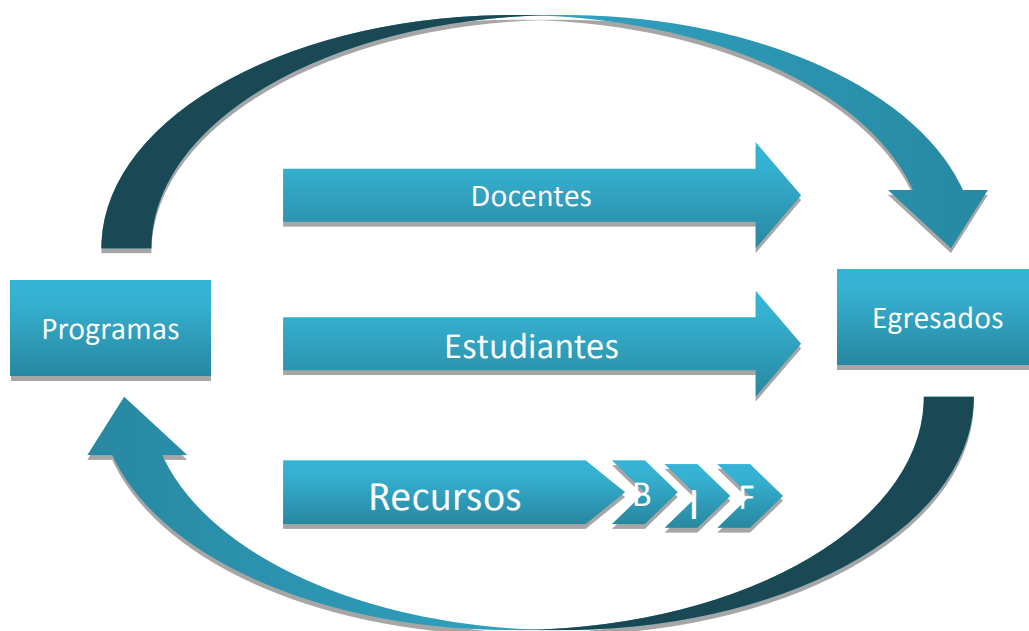 Docentes
Programas
Egresados
Estudiantes
Recursos B I F